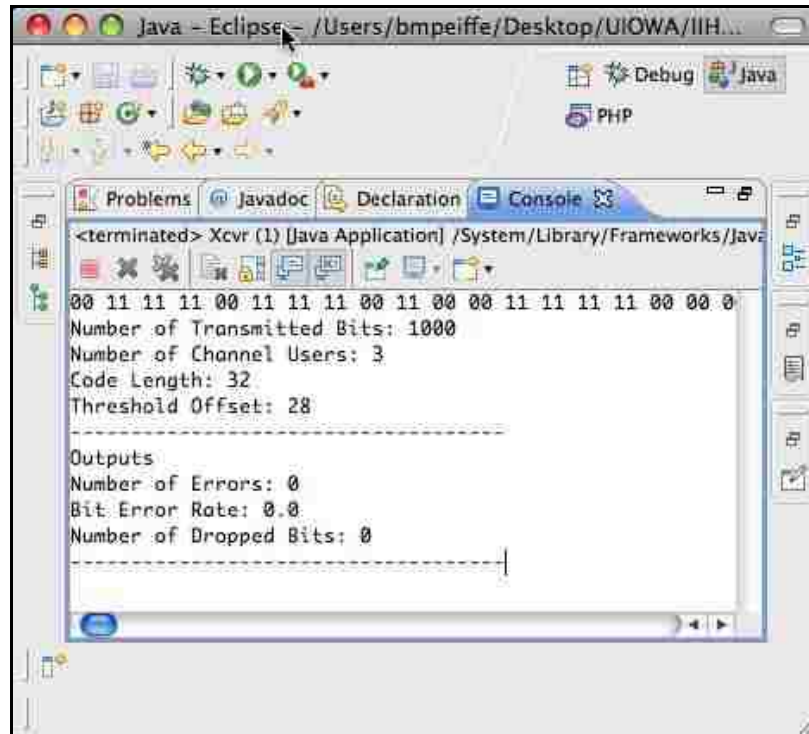 Java – Eclipse – /Users/bmpeiffe/Desktop/UIOWA/IIH...
Debug Java
PHP
Problems Javadoc Declaration Console
<terminated> Xcvr (1) [Java Application] /System/Library/Frameworks/Java
00 11 11 11 00 11 11 11 00 11 00 00 11 11 11 11 00 00 0
Number of Transmitted Bits: 1000
Number of Channel Users: 3
Code Length: 32
Threshold Offset: 28
--------------------------------------
Outputs
Number of Errors: 0
Bit Error Rate: 0.0
Number of Dropped Bits: 0
--------------------------------------